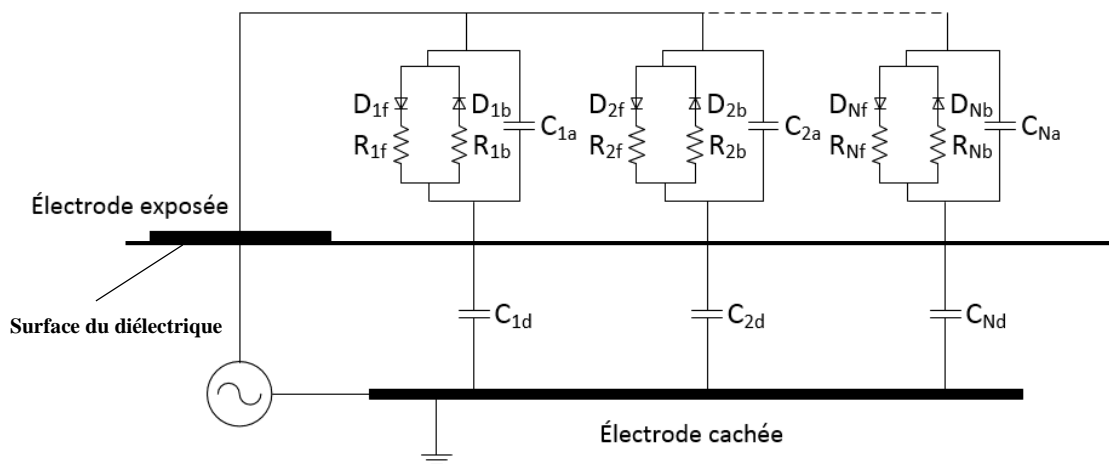 D1f D1b D2f D2b DNf DNb
C1a C2a CNa
R1f R1b R2f R2b RNf RNb
Électrode exposée
Surface du diélectrique
C1d C2d CNd
Électrode cachée